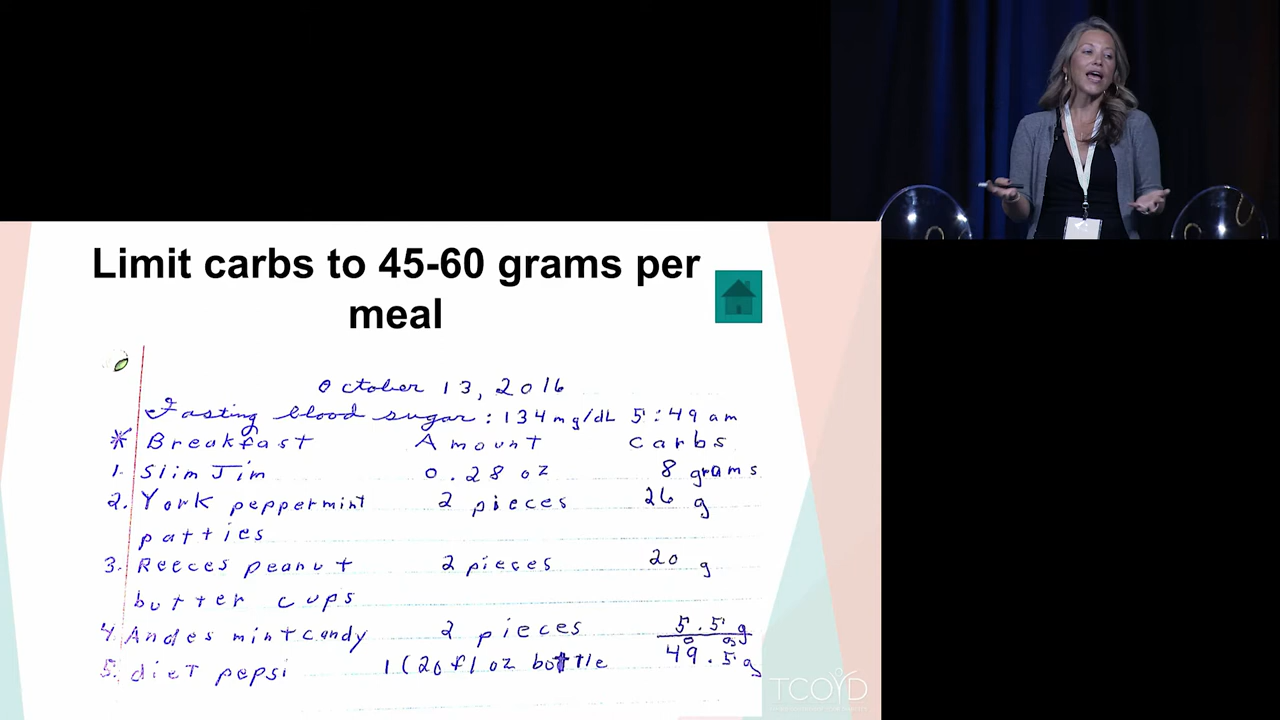 Limit carbs to 45-60 grams per
meal
October 13, 2016
Fasting blood sugar: 134 mg/dL 5:49 am
* Breakfast Amount carbs
1. Slim Jim 0.28 oz 8 grams
2. York peppermint 2 pieces 26 g
patties
3. Reeces peanut 2 pieces 20 g
butter cups
4. Andes mint candy 2 pieces 5.5 g
5. diet pepsi 1 (20 fl oz bottle 0 g
49.5 g
TCOYD